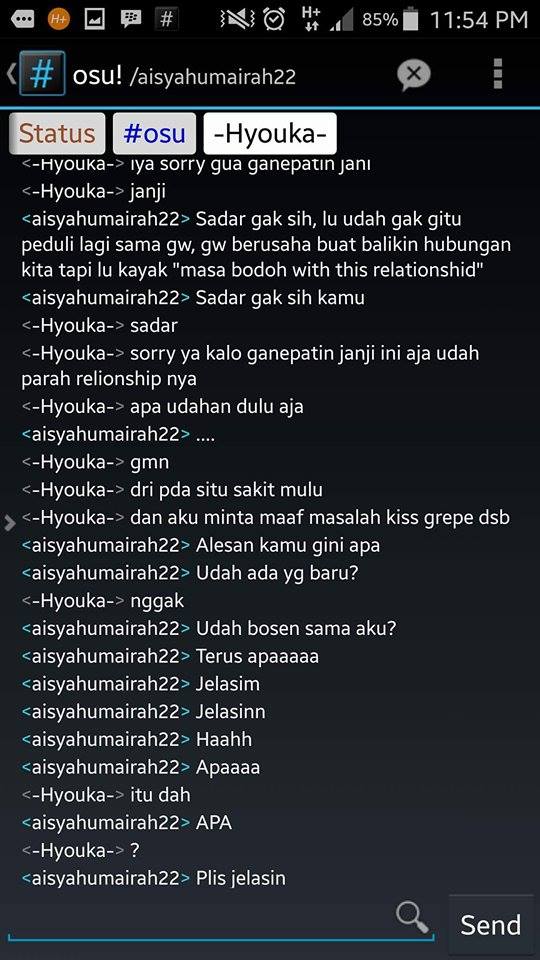 H+
#
H+
85%
11:54 PM
# osu! /aisyahumairah22
Status #osu -Hyouka-
<-Hyouka-> iya sorry gua ganepatin jani
<-Hyouka-> janji
<aisyahumairah22> Sadar gak sih, lu udah gak gitu
peduli lagi sama gw, gw berusaha buat balikin hubungan
kita tapi lu kayak "masa bodoh with this relationshid"
<aisyahumairah22> Sadar gak sih kamu
<-Hyouka-> sadar
<-Hyouka-> sorry ya kalo ganepatin janji ini aja udah
parah relionship nya
<-Hyouka-> apa udahan dulu aja
<aisyahumairah22> ....
<-Hyouka-> gmn
<-Hyouka-> dri pda situ sakit mulu
<-Hyouka-> dan aku minta maaf masalah kiss grepe dsb
<aisyahumairah22> Alesan kamu gini apa
<aisyahumairah22> Udah ada yg baru?
<-Hyouka-> nggak
<aisyahumairah22> Udah bosen sama aku?
<aisyahumairah22> Terus apaaaaa
<aisyahumairah22> Jelasim
<aisyahumairah22> Jelasinn
<aisyahumairah22> Haahh
<aisyahumairah22> Apaaaa
<-Hyouka-> itu dah
<aisyahumairah22> APA
<-Hyouka-> ?
<aisyahumairah22> Plis jelasin
Send